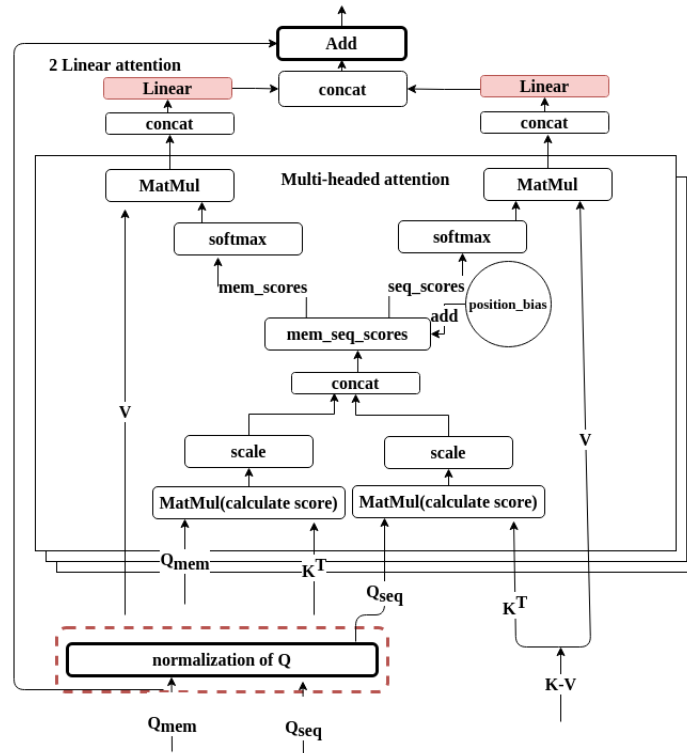 Add
2 Linear attention
Linear
concat
Linear
concat
concat
MatMul
Multi-headed attention
MatMul
softmax
softmax
mem_scores
seq_scores
position_bias
add
mem_seq_scores
concat
V
V
scale
scale
MatMul(calculate score)
MatMul(calculate score)
Qmem
KT
Qseq
KT
normalization of Q
K-V
Qmem
Qseq